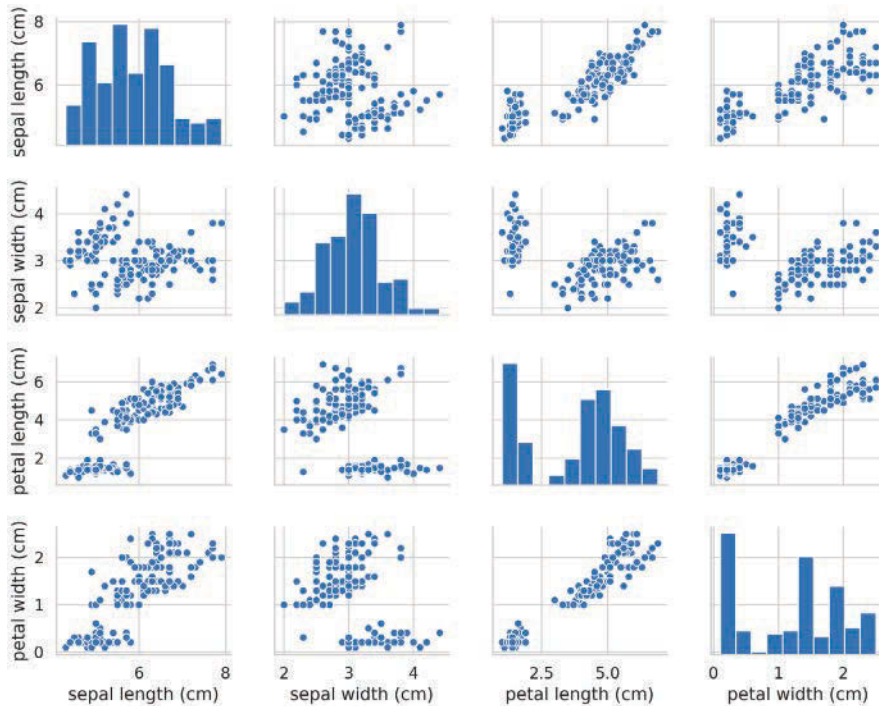 sepal length (cm)
8
6
sepal width (cm)
4
3
2
petal length (cm)
6
4
2
petal width (cm)
2
1
0
6 8 2 3 4 2.5 5.0 0 1 2
sepal length (cm) sepal width (cm) petal length (cm) petal width (cm)